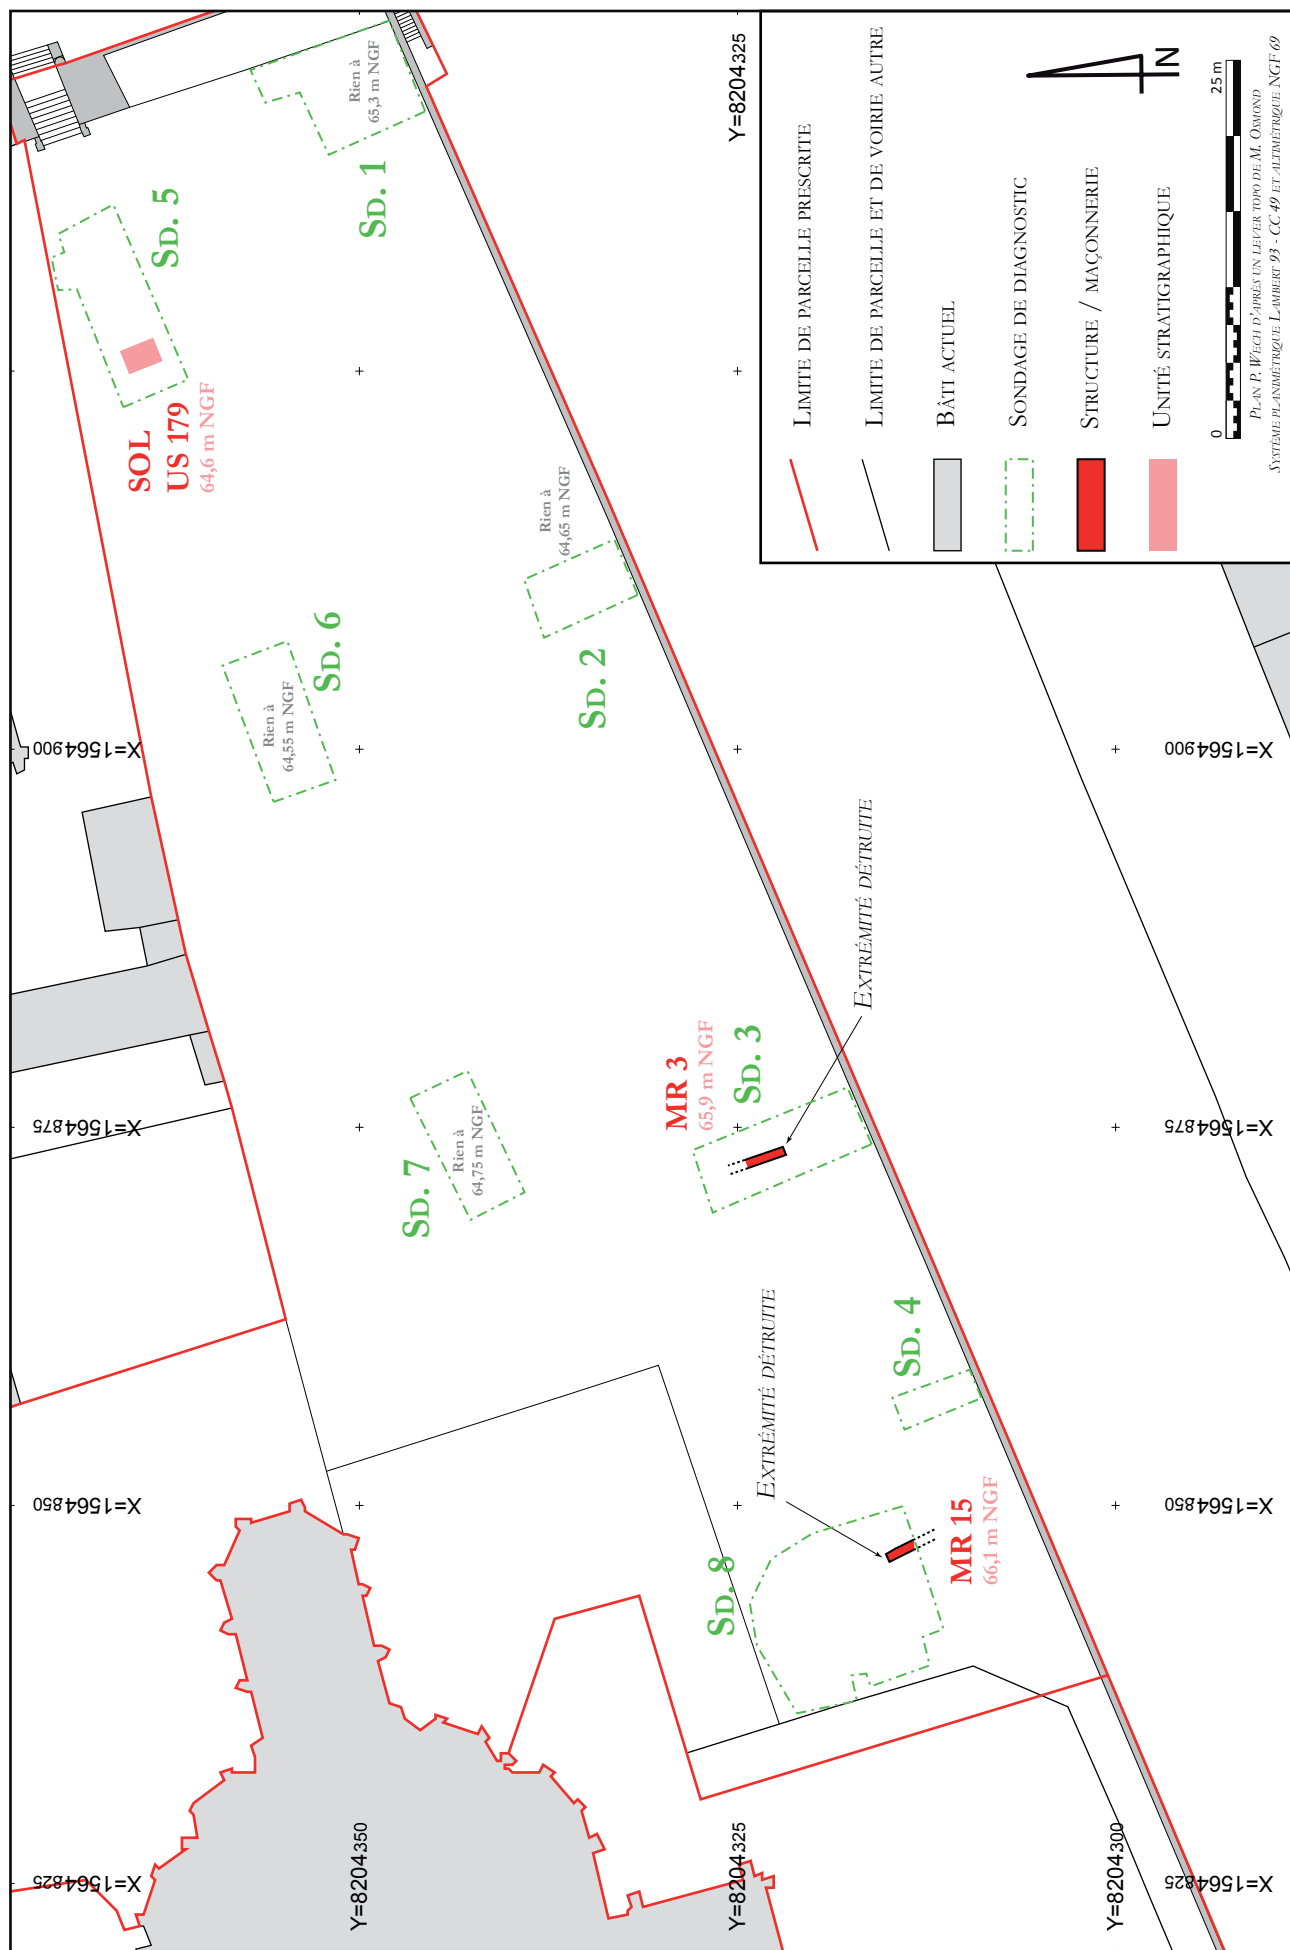 X=1564825
X=1564850
X=1564875
X=1564900
Y=8204350
SOL
US 179
64,6 m NGF
Sd. 5
Rien à
65,3 m NGF
Sd. 1
Rien à
64,55 m NGF
Sd. 6
Sd. 7
Rien à
64,75 m NGF
Rien à
64,65 m NGF
Sd. 2
Y=8204325
Y=8204325
MR 3
65,9 m NGF
Sd. 3
Extrémité détruite
Sd. 8
Extrémité détruite
Sd. 4
MR 15
66,1 m NGF
Y=8204300
X=1564825
X=1564850
X=1564875
X=1564900
Limite de parcelle prescrite
Limite de parcelle et de voirie autre
Bâti actuel
Sondage de diagnostic
Structure / maçonnerie
Unité stratigraphique
N
0 25 m
Plan P. Wech d'après un lever topo de M. Osmond
Système planimétrique Lambert 93 - CC 49 et altimétrique NGF 69